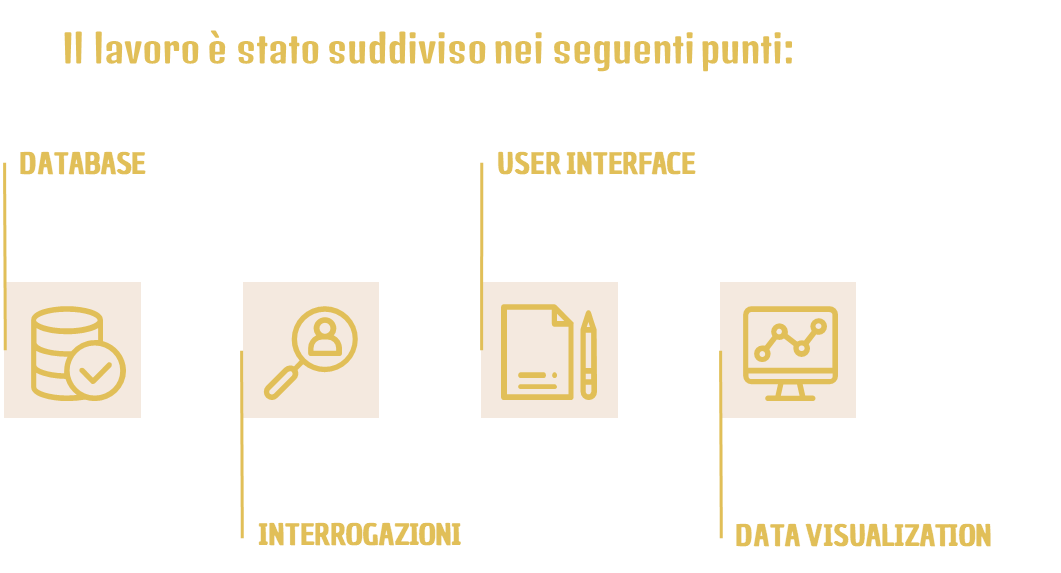 Il lavoro è stato suddiviso nei seguenti punti:
DATABASE
USER INTERFACE
INTERROGAZIONI
DATA VISUALIZATION